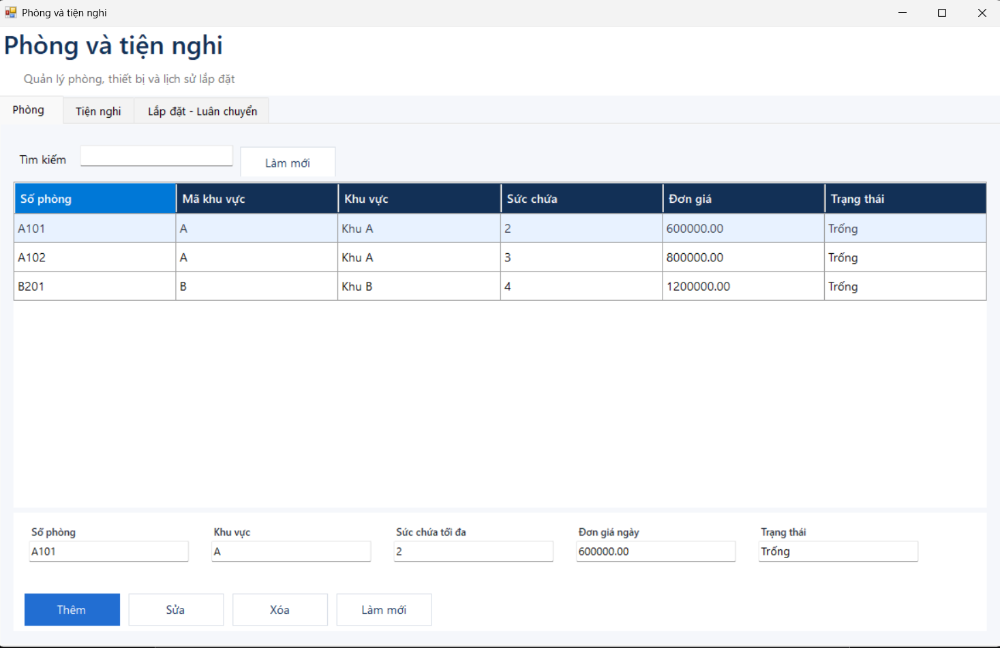 Phòng và tiện nghi
Phòng và tiện nghi
Quản lý phòng, thiết bị và lịch sử lắp đặt
Phòng Tiện nghi Lắp đặt - Luân chuyển
Tìm kiếm Làm mới
Số phòng Mã khu vực Khu vực Sức chứa Đơn giá Trạng thái
A101 A Khu A 2 600000.00 Trống
A102 A Khu A 3 800000.00 Trống
B201 B Khu B 4 1200000.00 Trống
Số phòng Khu vực Sức chứa tối đa Đơn giá ngày Trạng thái
A101 A 2 600000.00 Trống
Thêm Sửa Xóa Làm mới